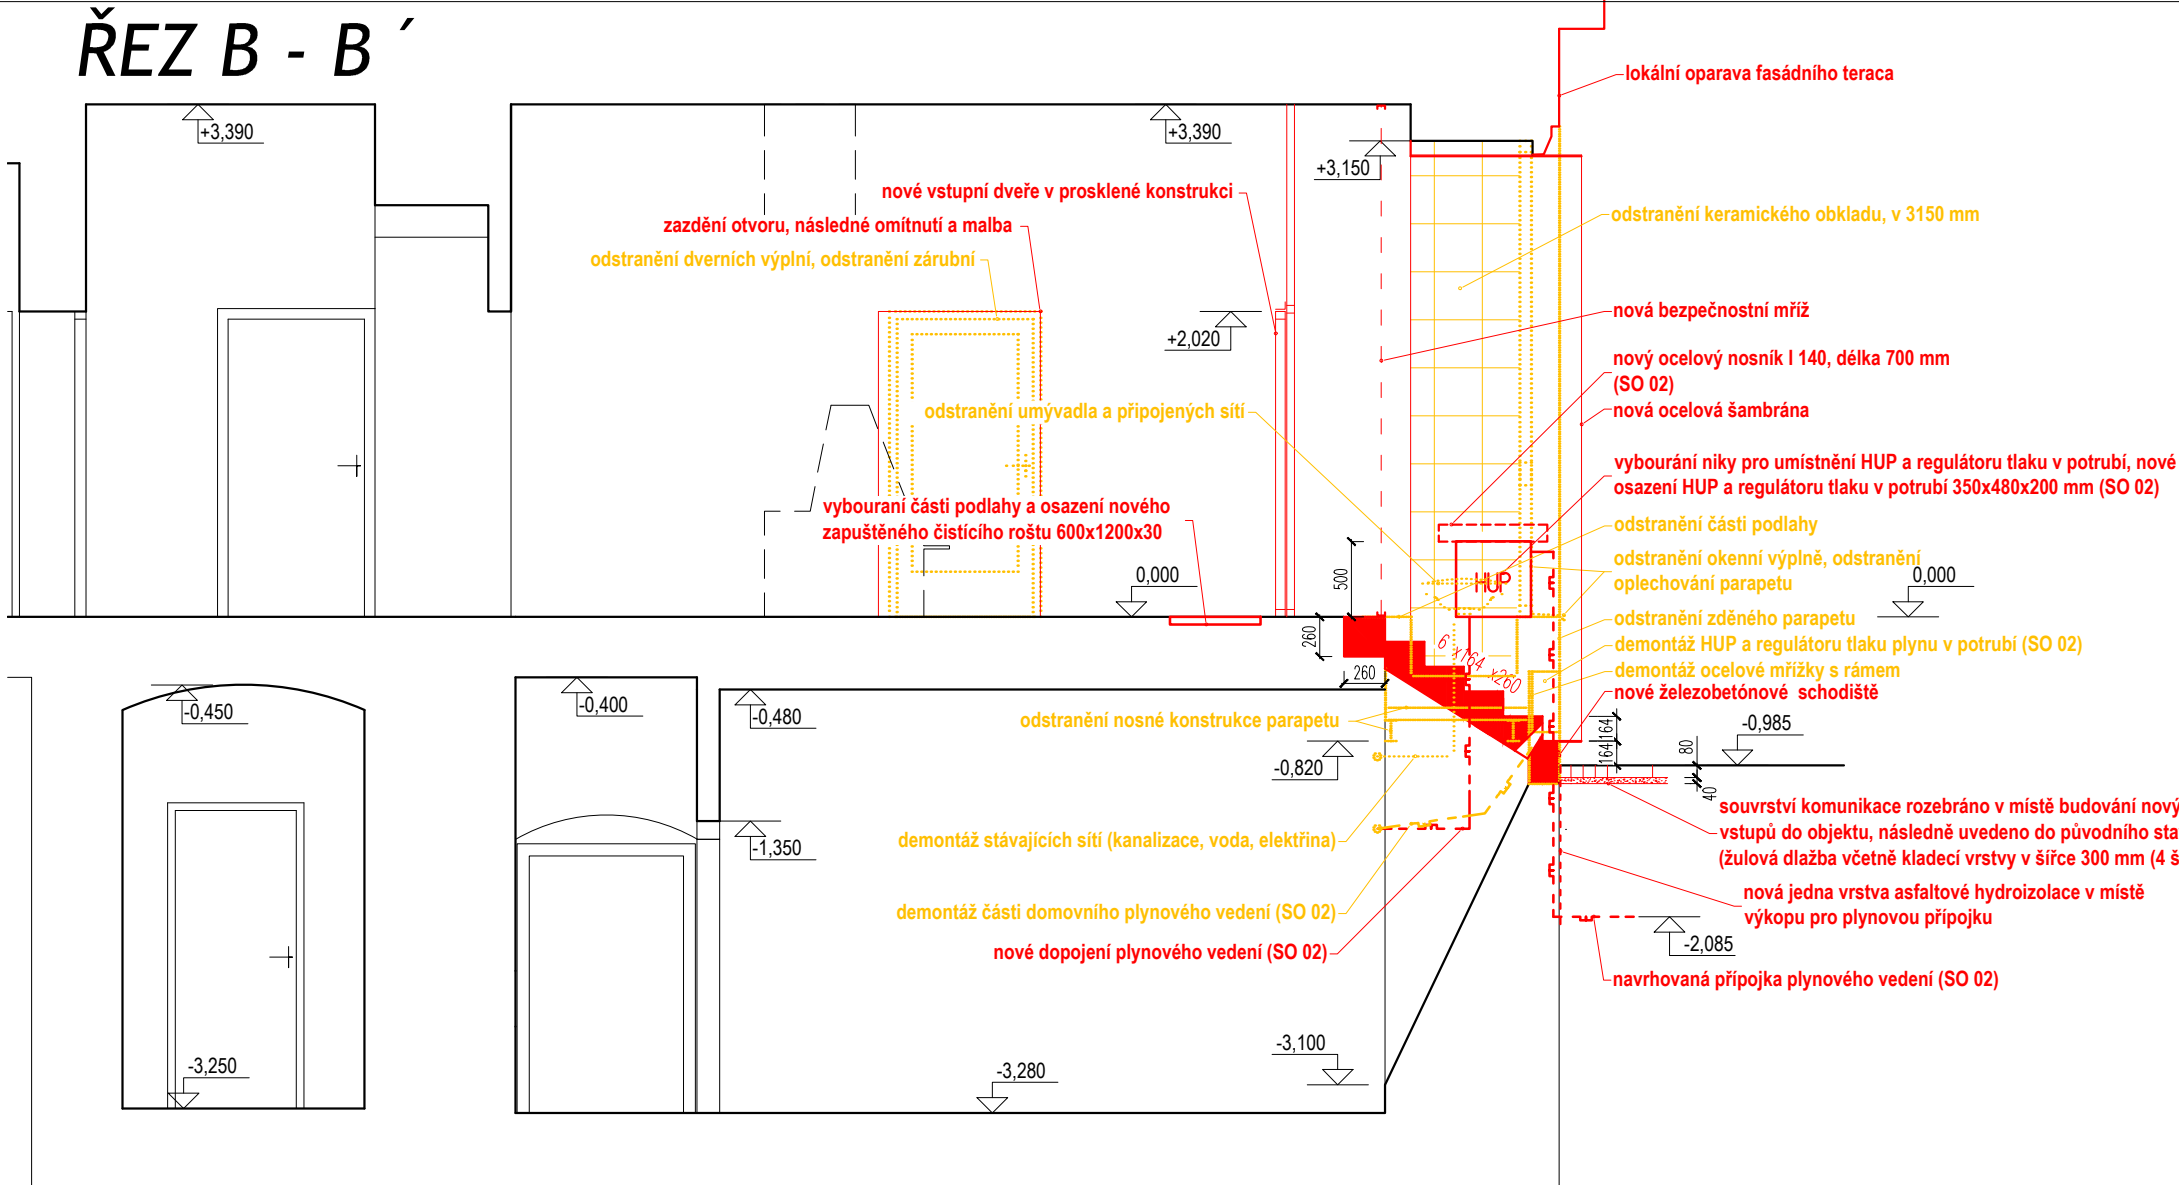 ŘEZ B - B ´
lokální oparava fasádního teraca
+3,390
+3,390
+3,150
nové vstupní dveře v prosklené konstrukci
odstranění keramického obkladu, v 3150 mm
zazdění otvoru, následné omítnutí a malba
odstranění dverních výplní, odstranění zárubní
nová bezpečnostní mříž
+2,020
nový ocelový nosník I 140, délka 700 mm
(SO 02)
nová ocelová šambrána
odstranění umývadla a připojených sítí
vybourání niky pro umístnění HUP a regulátoru tlaku v potrubí, nové
osazení HUP a regulátoru tlaku v potrubí 350x480x200 mm (SO 02)
vybouraní části podlahy a osazení nového
zapuštěného čistícího roštu 600x1200x30
odstranění části podlahy
odstranění okenní výplně, odstranění
oplechování parapetu
0,000
500
HUP
0,000
odstranění zděného parapetu
demontáž HUP a regulátoru tlaku plynu v potrubí (SO 02)
demontáž ocelové mřížky s rámem
nové železobetónové schodiště
260
260
6 x164 x260
-0,450
-0,400
-0,480
odstranění nosné konstrukce parapetu
-0,820
164
164
80
40
-0,985
souvrství komunikace rozebráno v místě budování nový
vstupů do objektu, následně uvedeno do původního sta
(žulová dlažba včetně kladecí vrstvy v šířce 300 mm (4 š
-1,350
demontáž stávajících sítí (kanalizace, voda, elektřina)
nová jedna vrstva asfaltové hydroizolace v místě
výkopu pro plynovou přípojku
demontáž části domovního plynového vedení (SO 02)
nové dopojení plynového vedení (SO 02)
-2,085
navrhovaná přípojka plynového vedení (SO 02)
-3,250
-3,280
-3,100